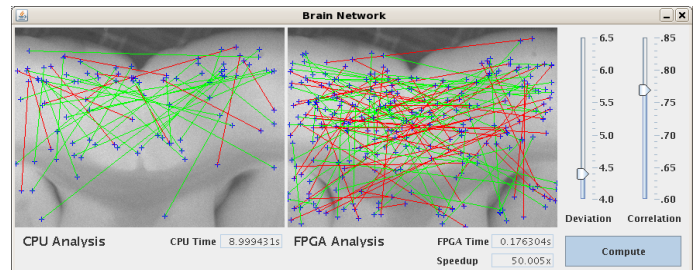 Brain Network
6.5
6.0
5.5
5.0
4.5
4.0
Deviation
.85
.80
.75
.70
.65
.60
Correlation
CPU Analysis
CPU Time 8.999431s
FPGA Analysis
FPGA Time 0.176304s
Speedup 50.005x
Compute